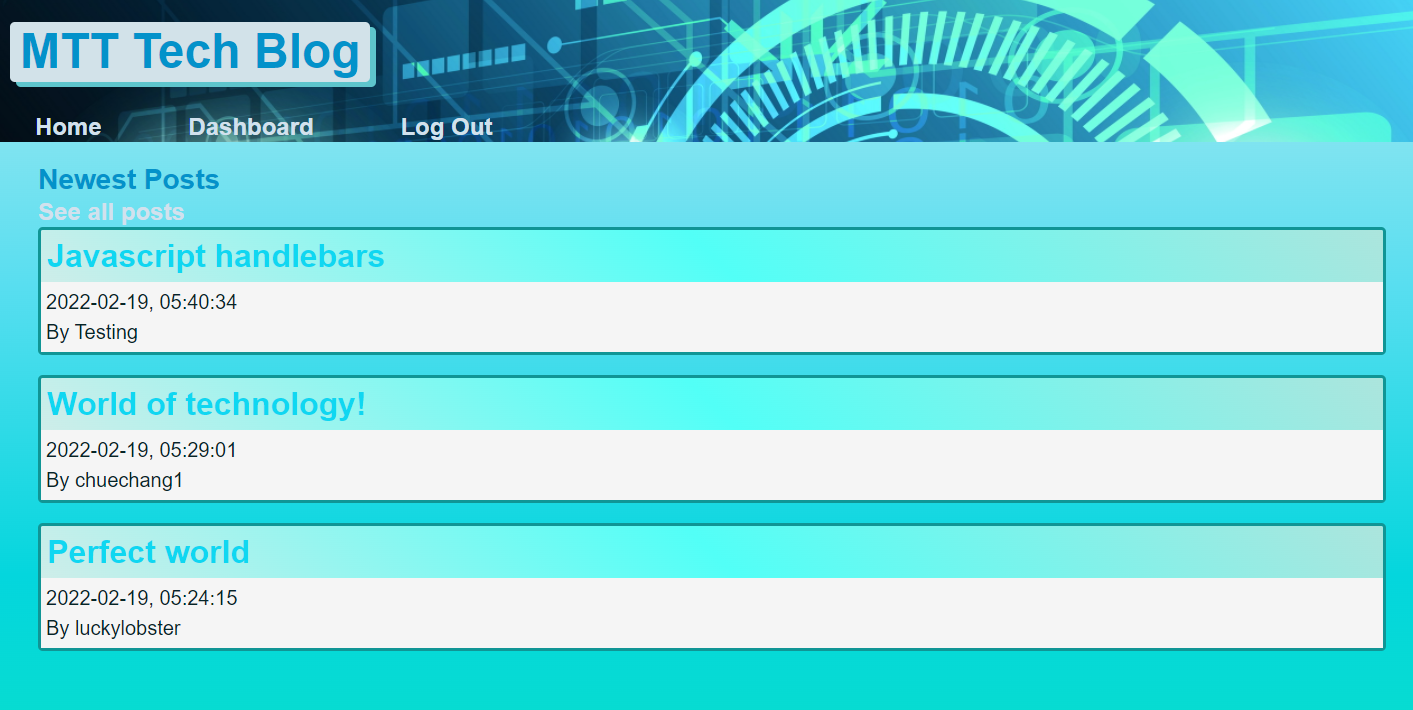 MTT Tech Blog
Home Dashboard Log Out
Newest Posts
See all posts
Javascript handlebars
2022-02-19, 05:40:34
By Testing
World of technology!
2022-02-19, 05:29:01
By chuechang1
Perfect world
2022-02-19, 05:24:15
By luckylobster